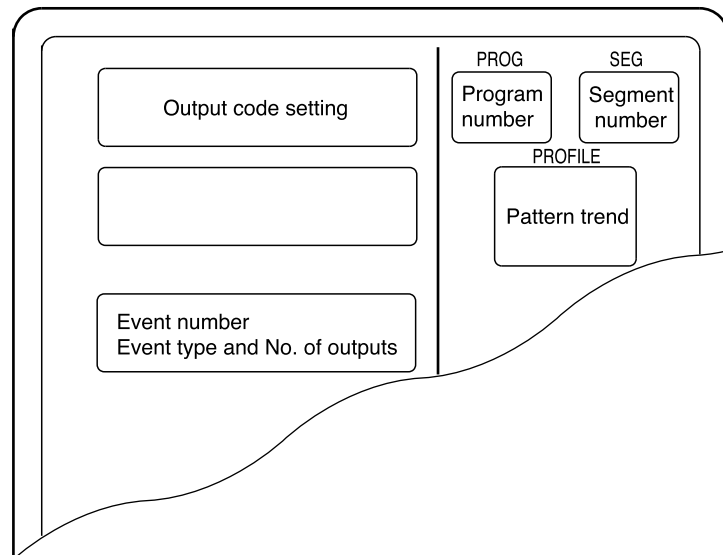 Output code setting
Event number
Event type and No. of outputs
PROG
SEG
Program
number
Segment
number
PROFILE
Pattern trend